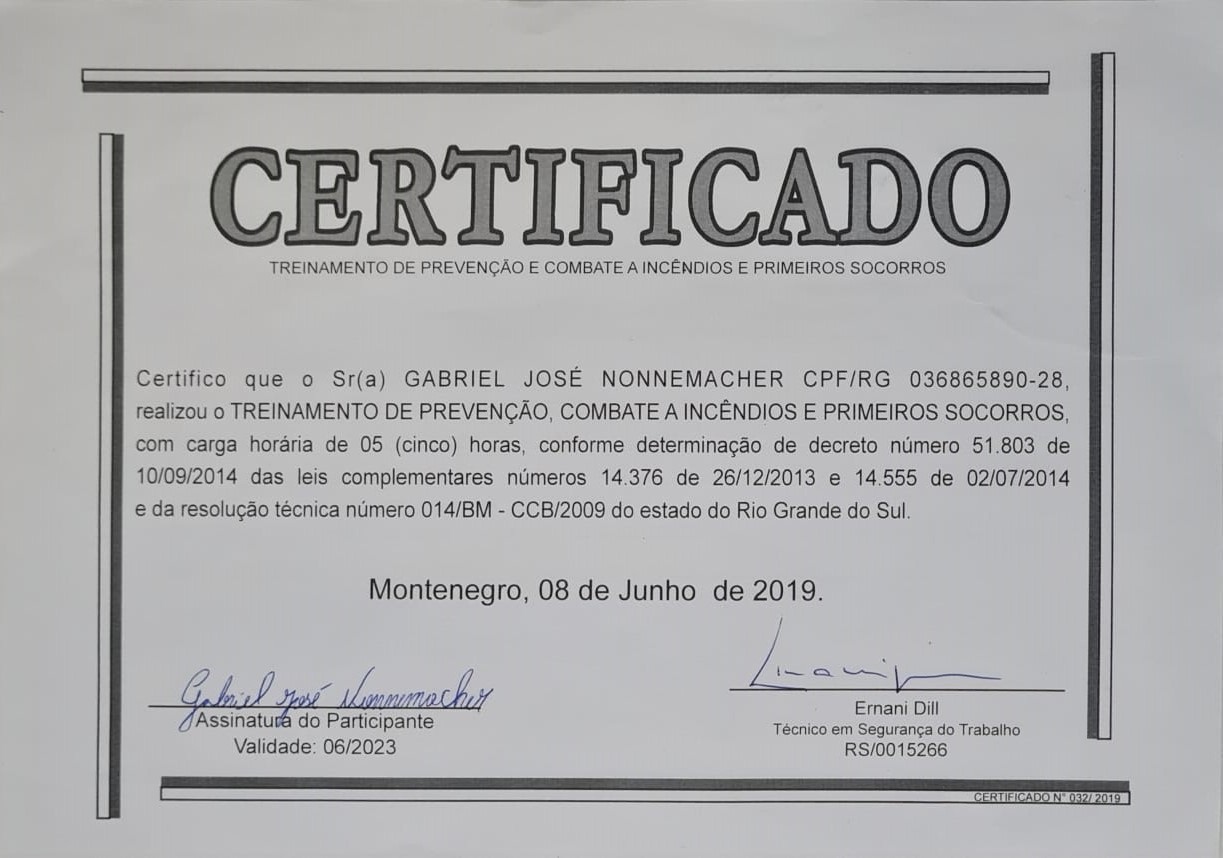 CERTIFICADO
TREINAMENTO DE PREVENÇÃO E COMBATE A INCÊNDIOS E PRIMEIROS SOCORROS
Certifico que o Sr(a) GABRIEL JOSÉ NONNEMACHER CPF/RG 036865890-28,
realizou o TREINAMENTO DE PREVENÇÃO, COMBATE A INCÊNDIOS E PRIMEIROS SOCORROS,
com carga horária de 05 (cinco) horas, conforme determinação de decreto número 51.803 de
10/09/2014 das leis complementares números 14.376 de 26/12/2013 e 14.555 de 02/07/2014
e da resolução técnica número 014/BM - CCB/2009 do estado do Rio Grande do Sul.
Montenegro, 08 de Junho de 2019.
Gabriel José Nonnemacher
Assinatura do Participante
Validade: 06/2023
Ernani Dill
Técnico em Segurança do Trabalho
RS/0015266
CERTIFICADO N° 032/ 2019